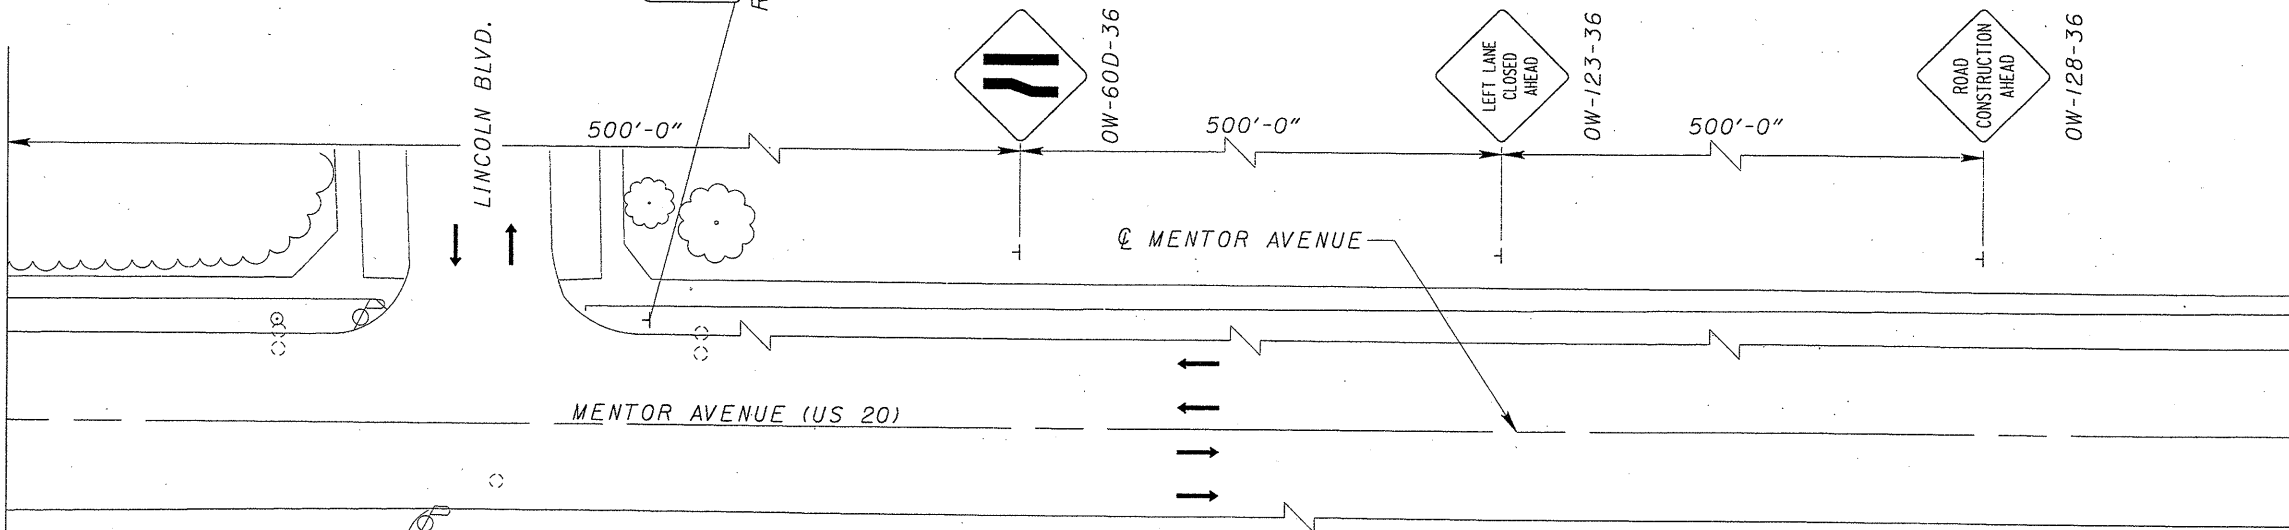 LINCOLN BLVD.
R
OW-60D-36
LEFT LANE
CLOSED
AHEAD
OW-123-36
ROAD
CONSTRUCTION
AHEAD
OW-128-36
500'-0"
500'-0"
500'-0"
℄ MENTOR AVENUE
MENTOR AVENUE (US 20)